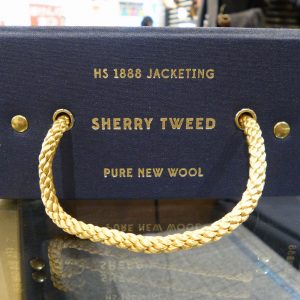 HS 1888 JACKETING
SHERRY TWEED
PURE NEW WOOL